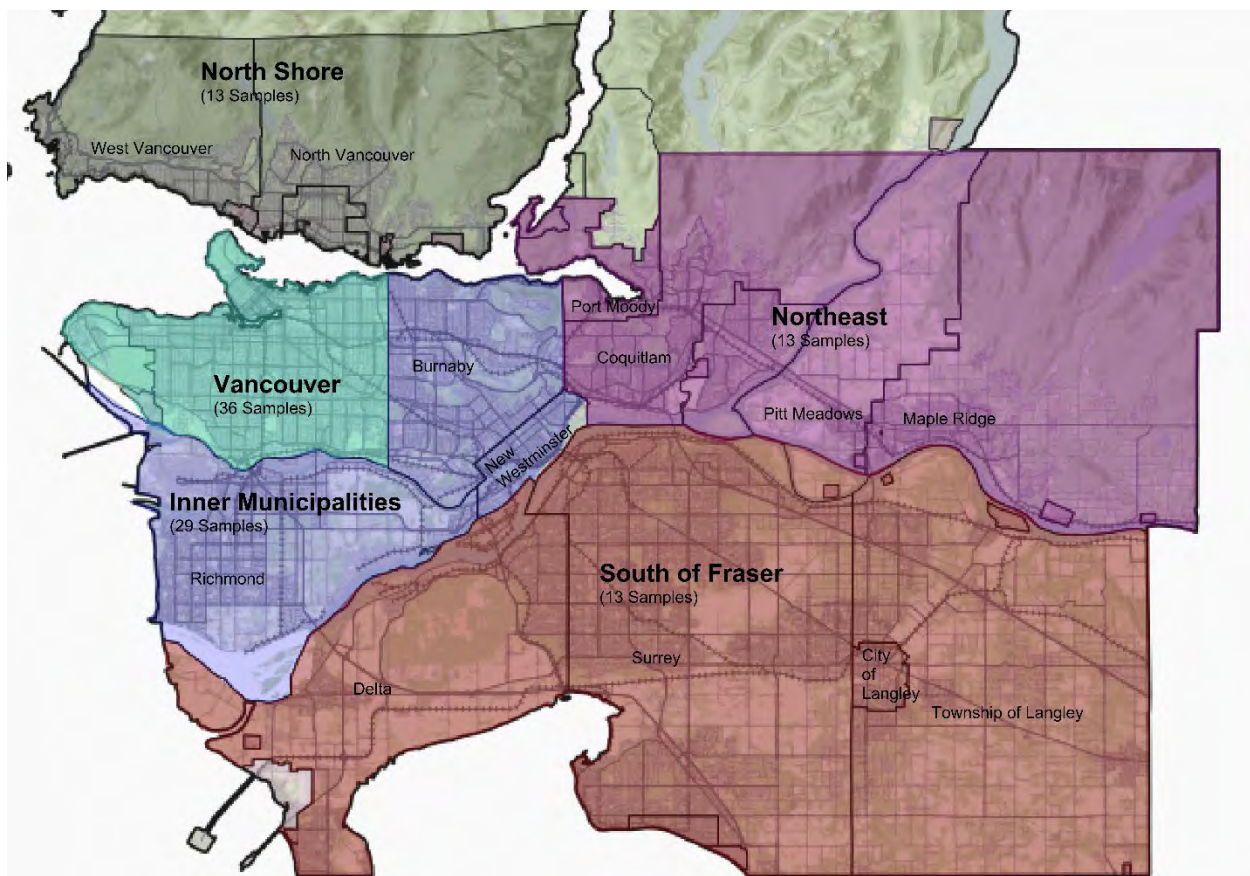 North Shore
(13 Samples)
West Vancouver
North Vancouver
Port Moody
Northeast
(13 Samples)
Coquitlam
Burnaby
Vancouver
(36 Samples)
Pitt Meadows
Maple Ridge
New
Westminster
Inner Municipalities
(29 Samples)
Richmond
South of Fraser
(13 Samples)
Surrey
City
of
Langley
Delta
Township of Langley